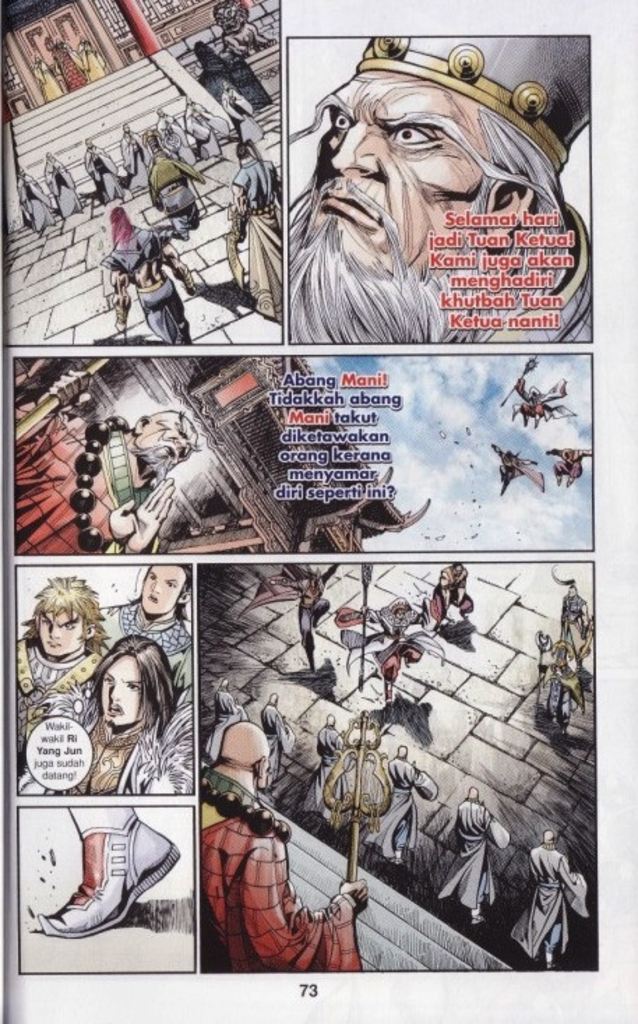 Selamat hari
jadi Tuan Ketua!
Kami juga akan
menghadiri
khutbah Tuan
Ketua nanti!
Abang Mani!
Tidakkah abang
Mani takut
diketawakan
orang kerana
menyamar
diri seperti ini?
Wakil-
wakil Ri
Yang Jun
juga sudah
datang!
73